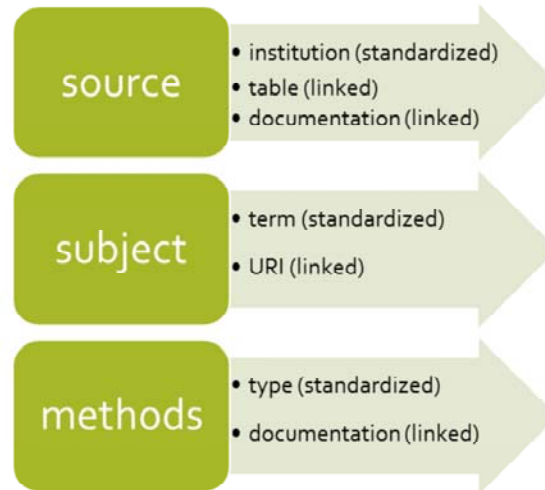 source
• institution (standardized)
• table (linked)
• documentation (linked)
subject
• term (standardized)
• URI (linked)
methods
• type (standardized)
• documentation (linked)